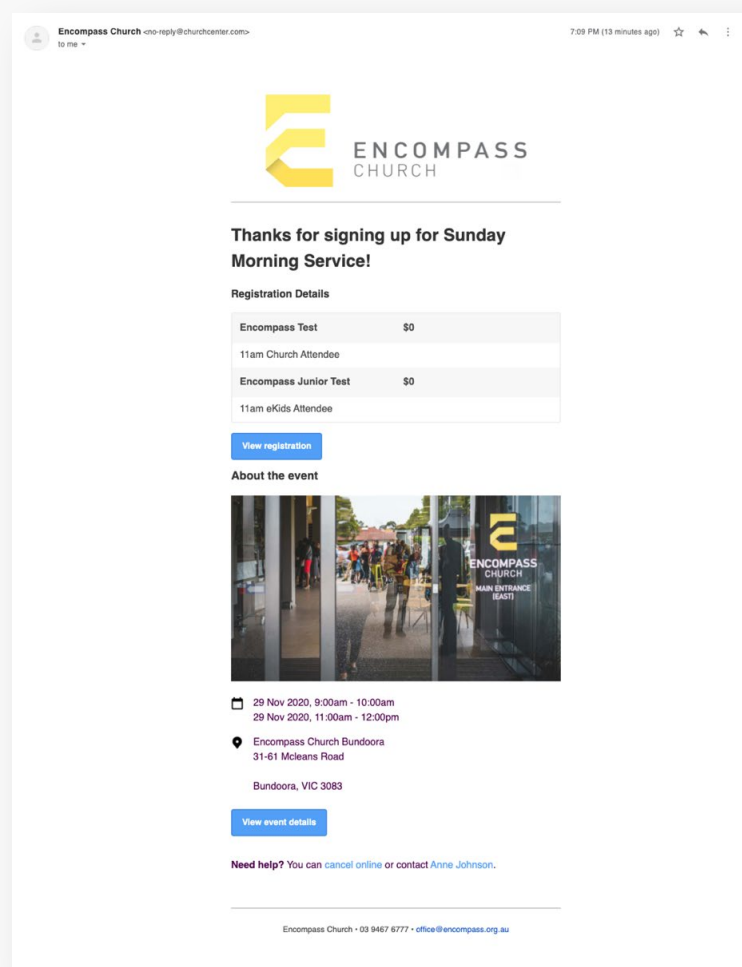 Encompass Church <no-reply@churchcenter.com>
to me
7:09 PM (13 minutes ago)
ENCOMPASS
CHURCH
Thanks for signing up for Sunday
Morning Service!
Registration Details
Encompass Test $0
11am Church Attendee
Encompass Junior Test $0
11am eKids Attendee
View registration
About the event
ENCOMPASS
CHURCH
MAIN ENTRANCE
(EAST)
29 Nov 2020, 9:00am - 10:00am
29 Nov 2020, 11:00am - 12:00pm
Encompass Church Bundoora
31-61 Mcleans Road
Bundoora, VIC 3083
View event details
Need help? You can cancel online or contact Anne Johnson.
Encompass Church • 03 9467 6777 • office@encompass.org.au